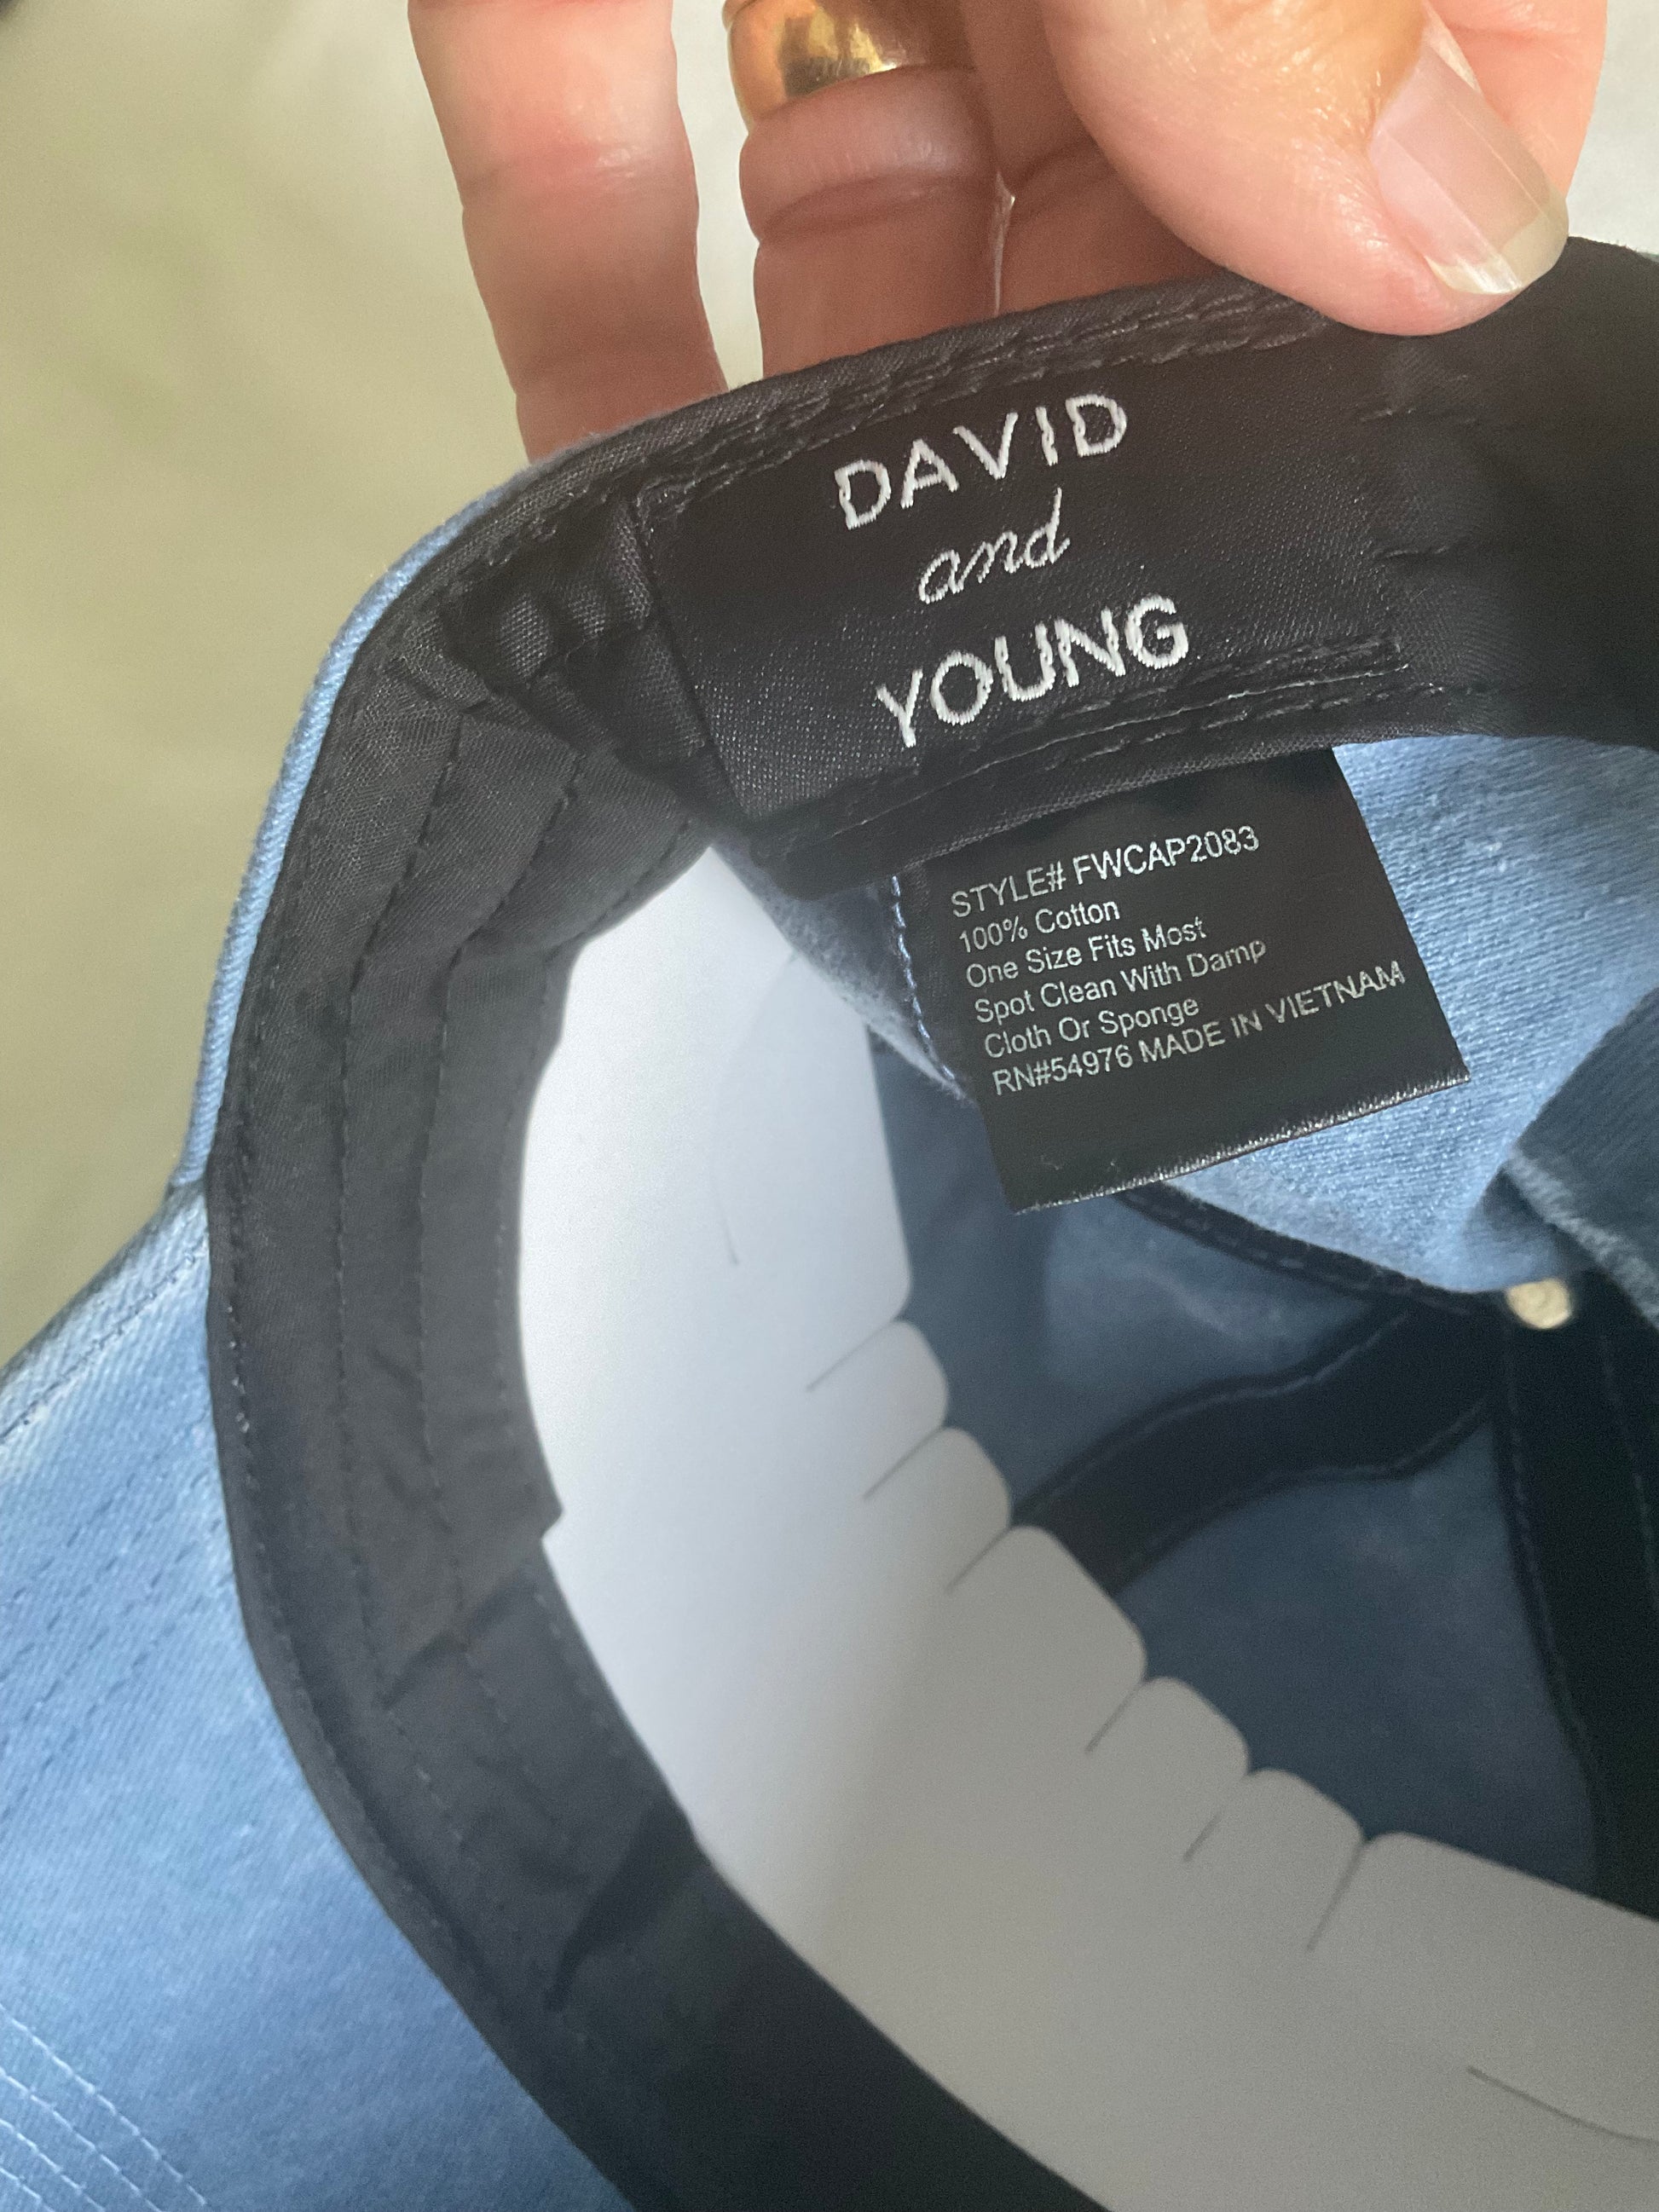 DAVID
and
YOUNG
STYLE# FWCAP2083
100% Cotton
One Size Fits Most
Spot Clean With Damp
Cloth Or Sponge
RN#54976 MADE IN VIETNAM